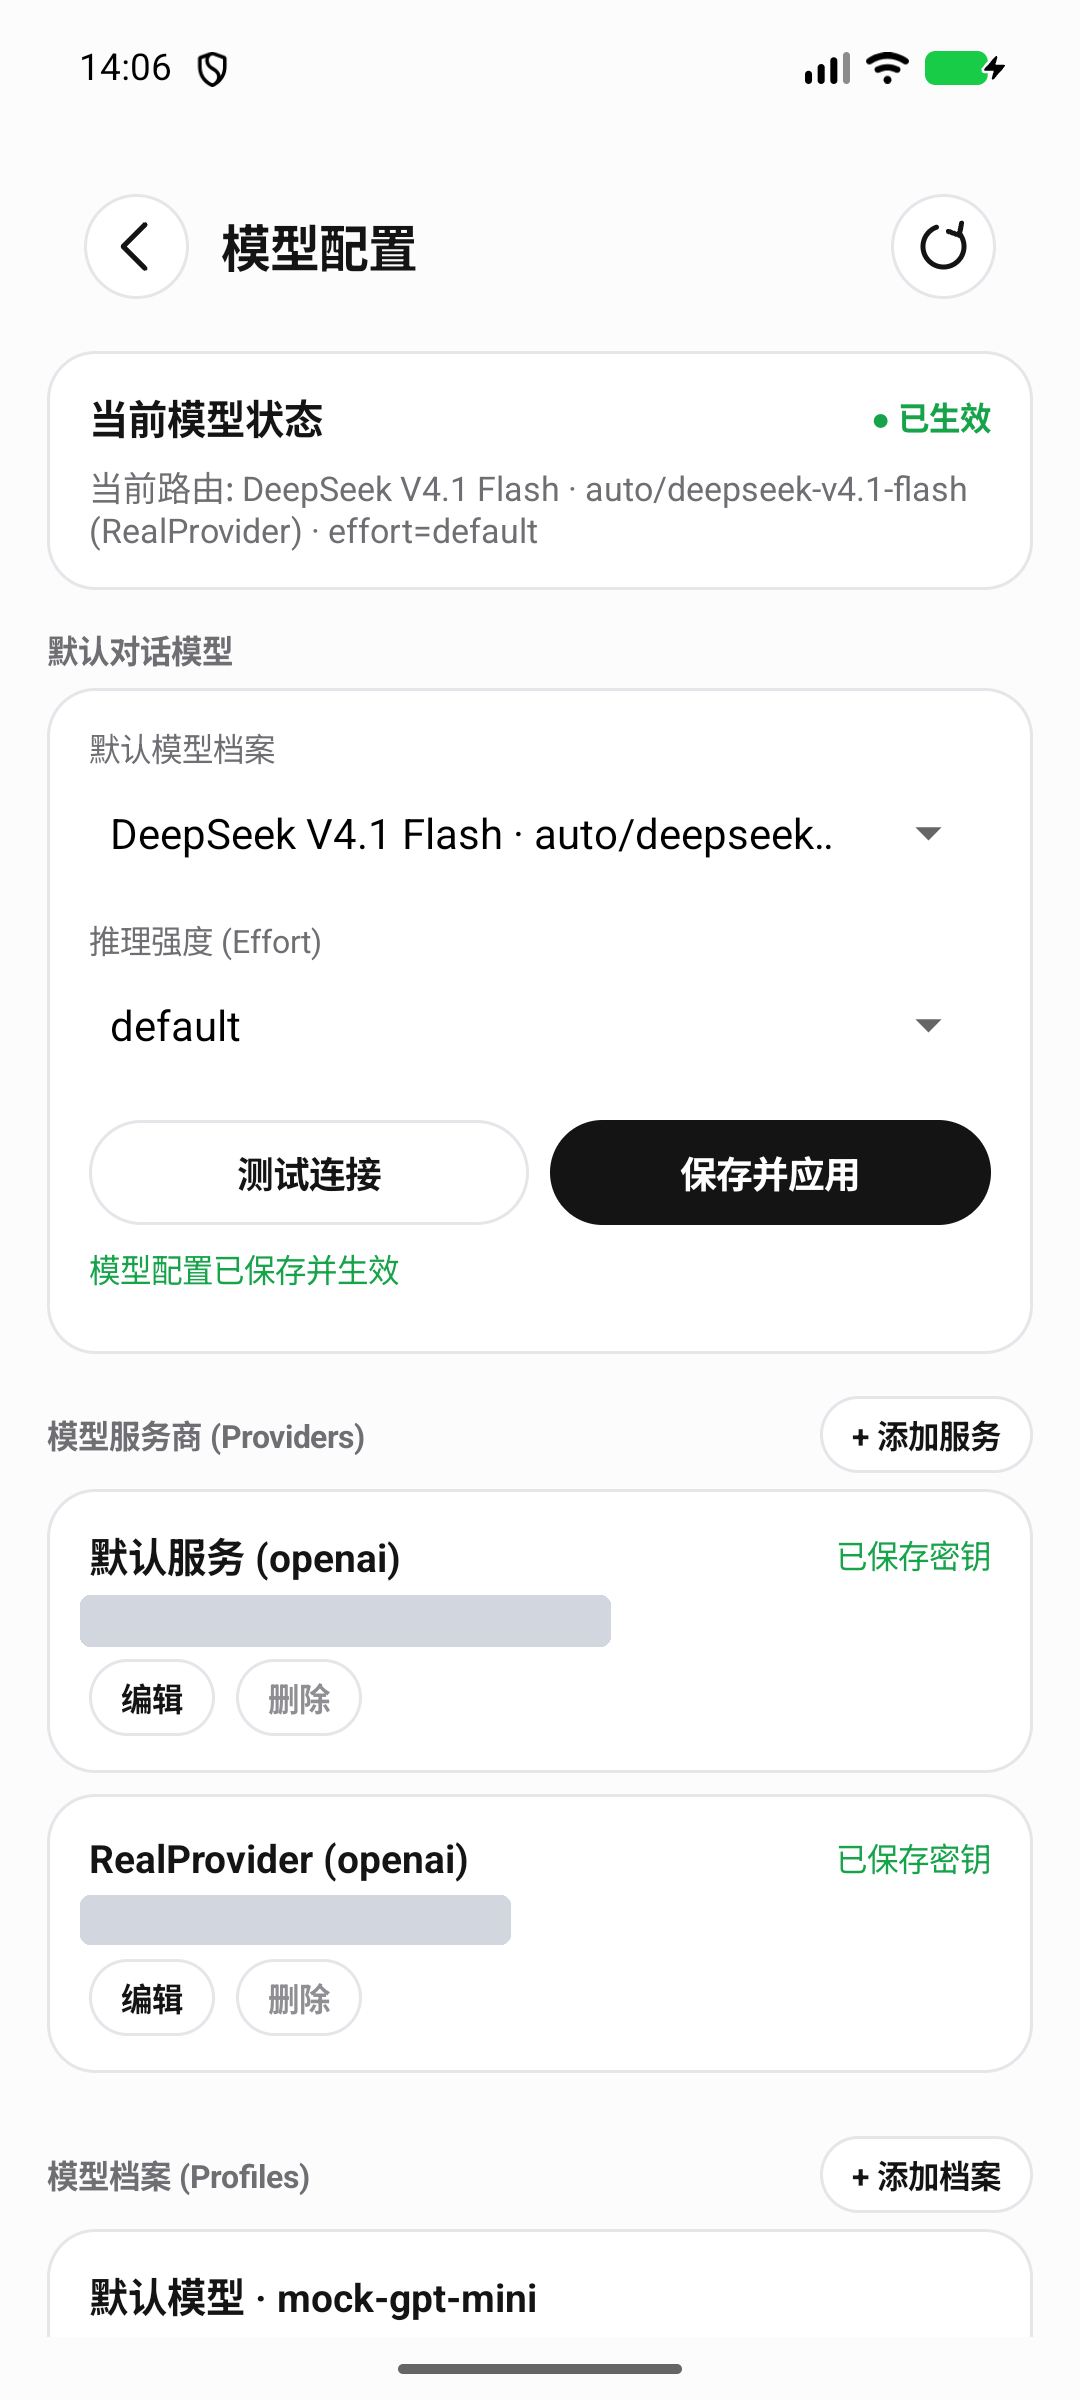 14:06
模型配置
当前模型状态
已生效
当前路由: DeepSeek V4.1 Flash · auto/deepseek-v4.1-flash
(RealProvider) · effort=default
默认对话模型
默认模型档案
DeepSeek V4.1 Flash · auto/deepseek..
推理强度 (Effort)
default
测试连接
保存并应用
模型配置已保存并生效
模型服务商 (Providers)
+ 添加服务
默认服务 (openai)
已保存密钥
编辑
删除
RealProvider (openai)
已保存密钥
编辑
删除
模型档案 (Profiles)
+ 添加档案
默认模型 · mock-gpt-mini